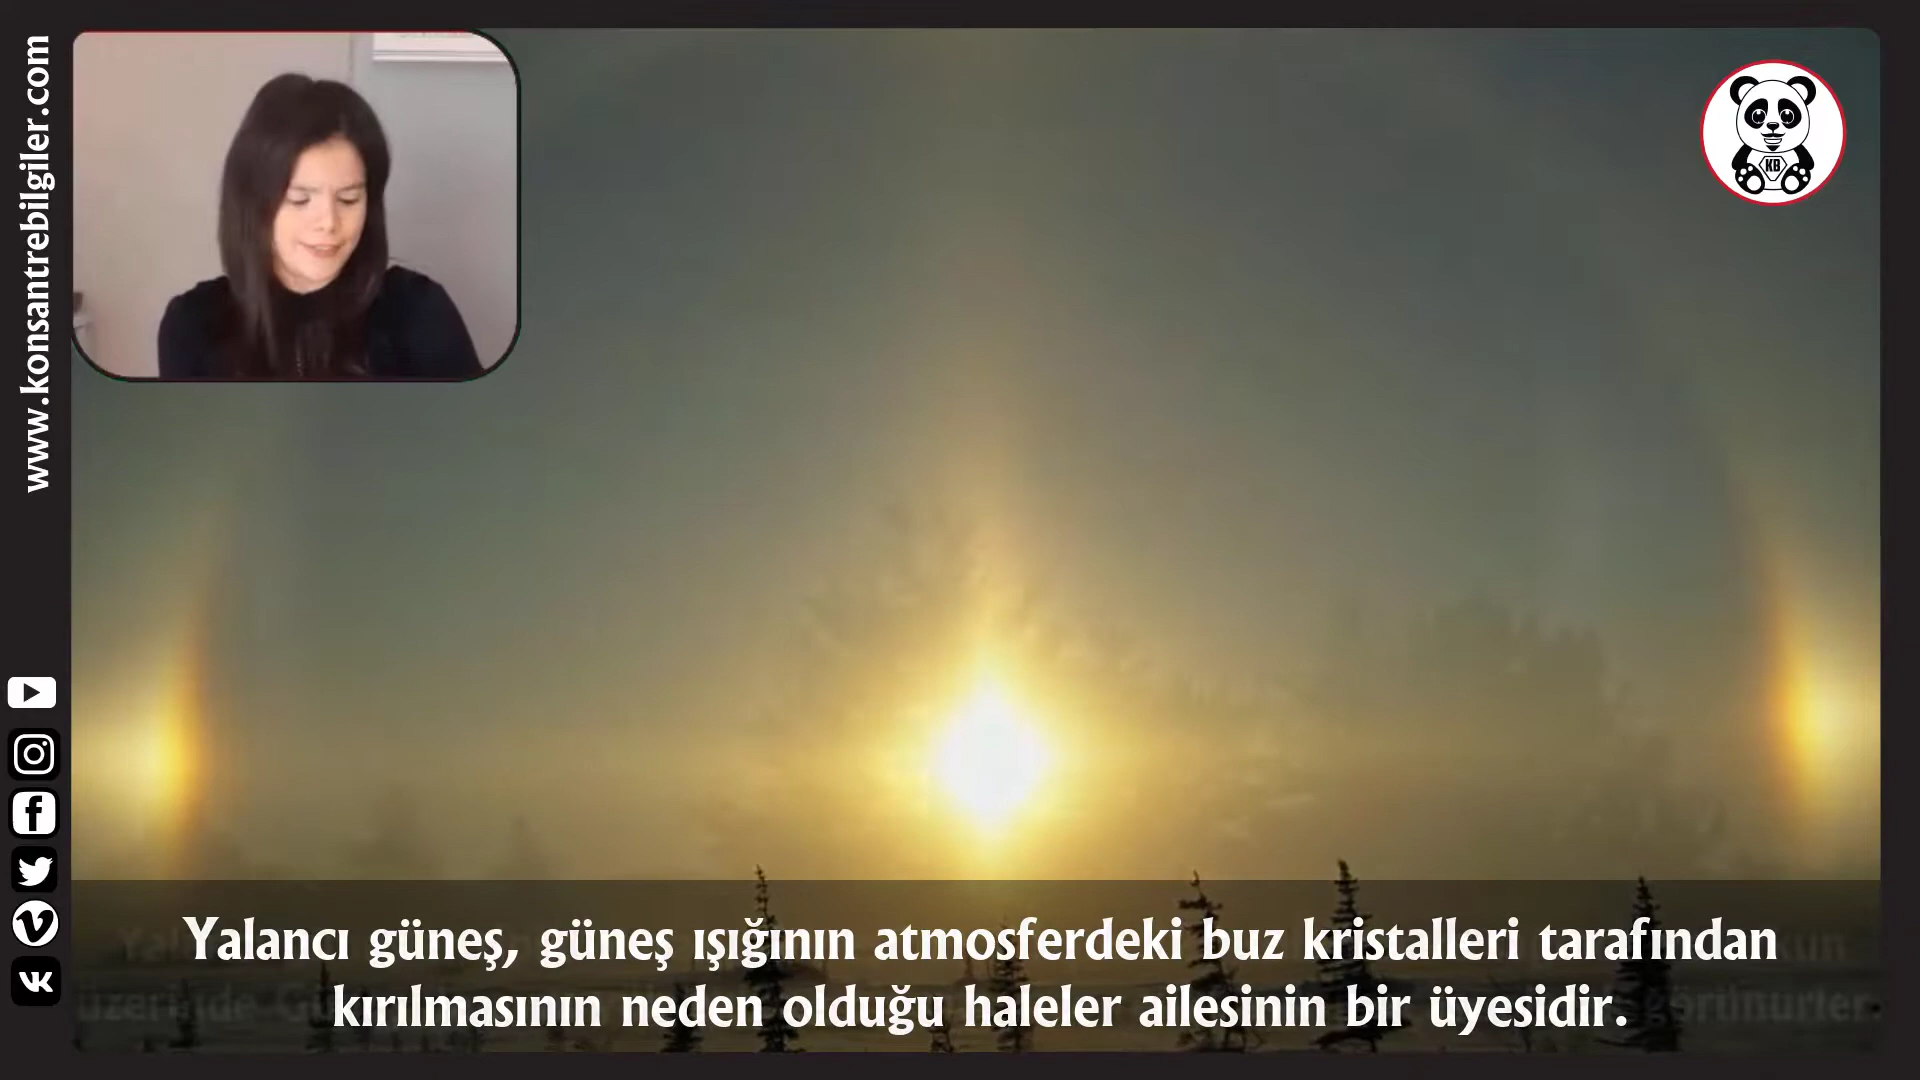 www.konsantrebilgiler.com
KB
Yalancı güneş, güneş ışığının atmosferdeki buz kristalleri tarafından
kırılmasının neden olduğu haleler ailesinin bir üyesidir.
görünürler.